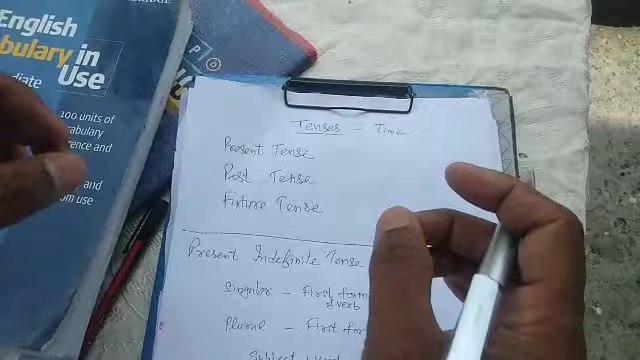 English
bulary in
Use
diate
100 units of
cabulary
rence and
and
om use
Tenses - Time
Present Tense
Past Tense
Future Tense
Present Indefinite Tense
Singular - First form
of verb
Plural - First for
Subject